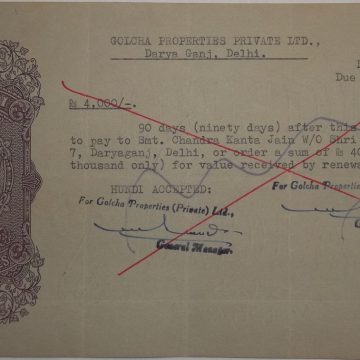 GOLCHA PROPERTIES PRIVATE LTD.,
Darya Ganj, Delhi.
Due
Rs 4,000/-.
90 days (ninety days) after this
to pay to Smt. Chandra Kanta Jain W/O Shri
7, Daryaganj, Delhi, or order a sum of Rs 40
thousand only) for value received by renewa
HUNDI ACCEPTED:
For Golcha Properties
For Golcha Properties (Private) Ltd.,
General Manager.